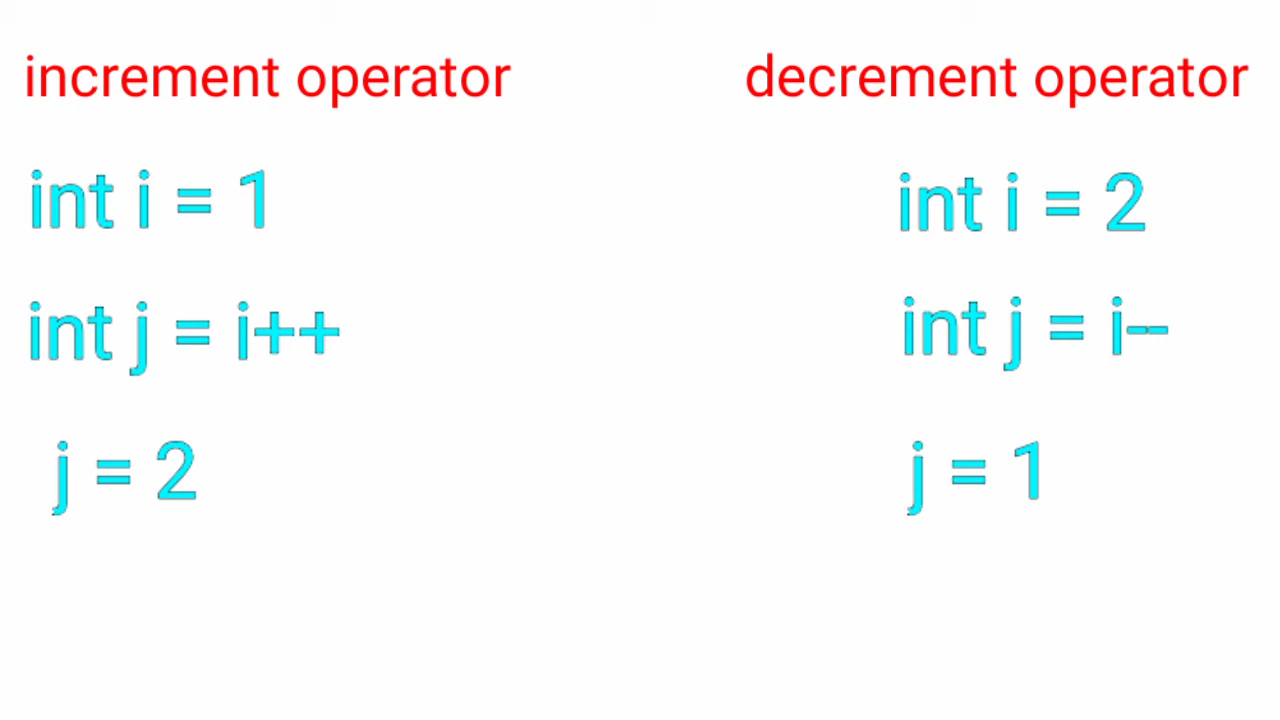 increment operator
int i = 1
int j = i++
j = 2
decrement operator
int i = 2
int j = i--
j = 1